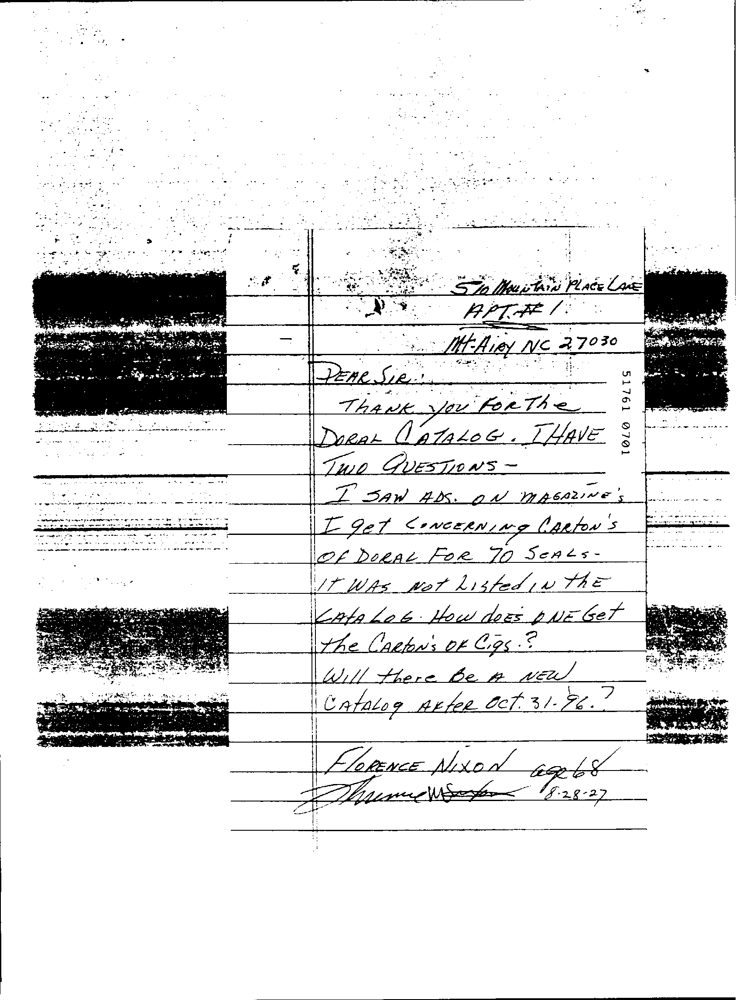 510 MOUNTAIN PLACE LANE
APT. # 1.
MT-AIRY NC 27030
DEAR SIR:
THANK YOU FOR The
DORAL CATALOG. I HAVE
TWO QUESTIONS -
I SAW ADS. ON MAGAZINE's
I get CONCERNING CARTON'S
OF DORAL FOR 70 SEALS-
IT WAS NOT Listed IN tHE
CATALOG. HOW does ONE Get
the CARTON'S OF Cigs.?
Will there Be A NEW
CATALOG AFTER OCT. 31-96.?
FLORENCE NIXON age 68
8-28-27
51761 0701